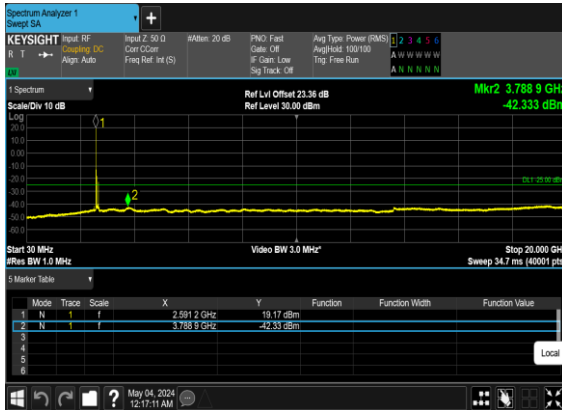 Spectrum Analyzer 1
Swept SA
+
KEYSIGHT Input: RF Input Z: 50 Ω #Atten: 20 dB PNO: Fast Avg Type: Power (RMS) 1 2 3 4 5 6
R T Coupling: DC Corr CCorr Gate: Off Avg|Hold: 100/100 A W W W W W
Align: Auto Freq Ref: Int (S) IF Gain: Low Trig: Free Run
Sig Track: Off A N N N N N
1 Spectrum Mkr2 3.788 9 GHz
Ref Lvl Offset 23.36 dB
Scale/Div 10 dB Ref Level 30.00 dBm -42.333 dBm
Log
1
20.0
10.0
0.00
-10.0
-20.0
DL1 -25.00 dBm
-30.0
2
-40.0
-50.0
-60.0
Start 30 MHz Video BW 3.0 MHz* Stop 20.000 GHz
#Res BW 1.0 MHz Sweep 34.7 ms (40001 pts)
5 Marker Table
Mode Trace Scale X Y Function Function Width Function Value
1 N 1 f 2.591 2 GHz 19.17 dBm
2 N 1 f 3.788 9 GHz -42.33 dBm
3
4
5
6
Local
? May 04, 2024
12:17:11 AM